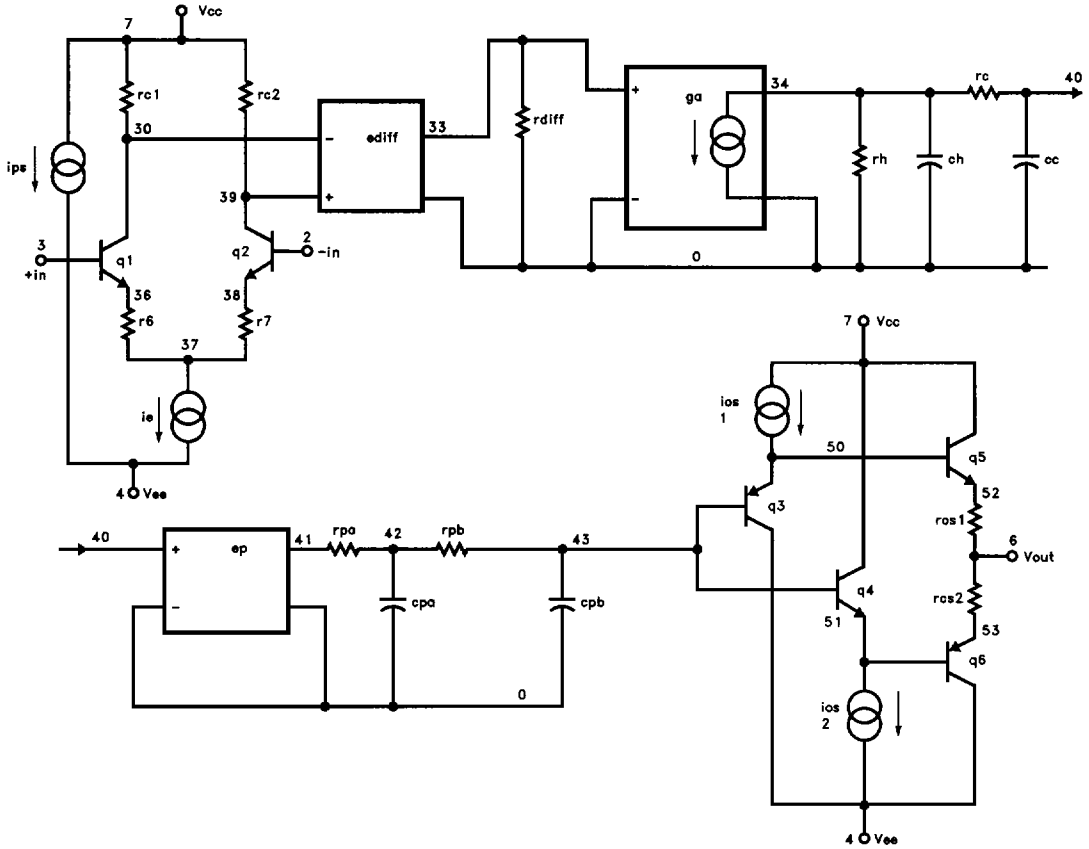 Vcc
7
rc1
rc2
30
ips
39
3
+in
q1
q2
2
-in
36
38
r6
r7
37
ie
4
Vee
-
ediff
+
33
rdiff
+
ga
-
34
rc
40
rh
ch
cc
0
40
+
ep
-
41
rpa
42
rpb
43
cpa
cpb
0
7
Vcc
ios
1
50
q3
q5
52
ros1
6
Vout
q4
51
ros2
53
q6
ios
2
4
Vee